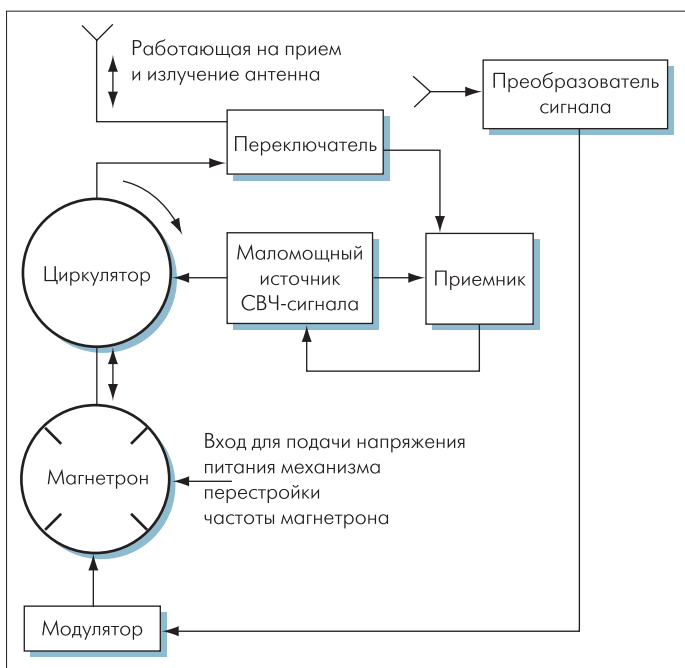 Работающая на прием
и излучение антенна
Преобразователь
сигнала
Переключатель
Циркулятор
Маломощный
источник
СВЧ-сигнала
Приемник
Магнетрон
Вход для подачи напряжения
питания механизма
перестройки
частоты магнетрона
Модулятор